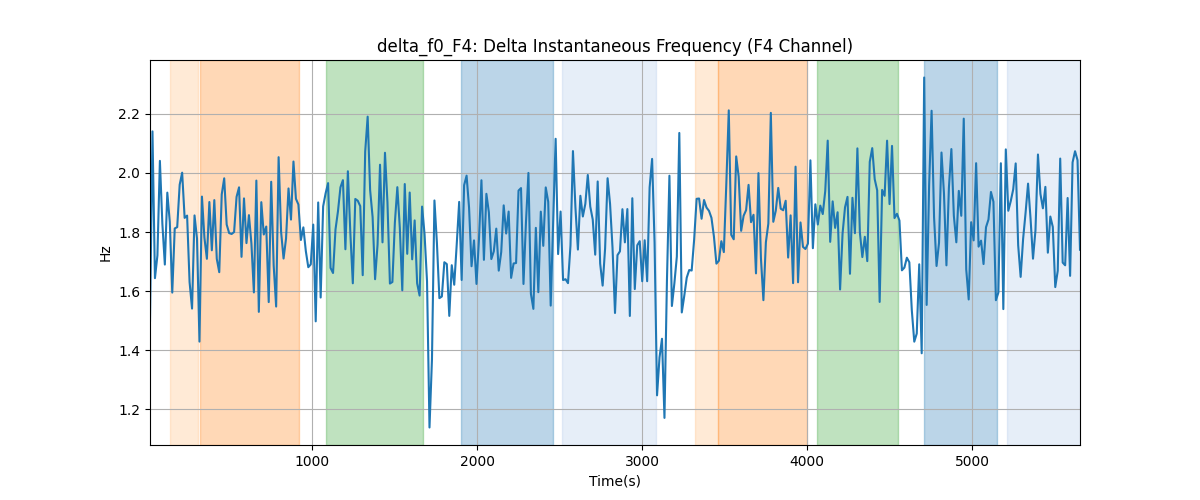 delta_f0_F4: Delta Instantaneous Frequency (F4 Channel)
Hz
2.2
2.0
1.8
1.6
1.4
1.2
1000 2000 3000 4000 5000
Time(s)